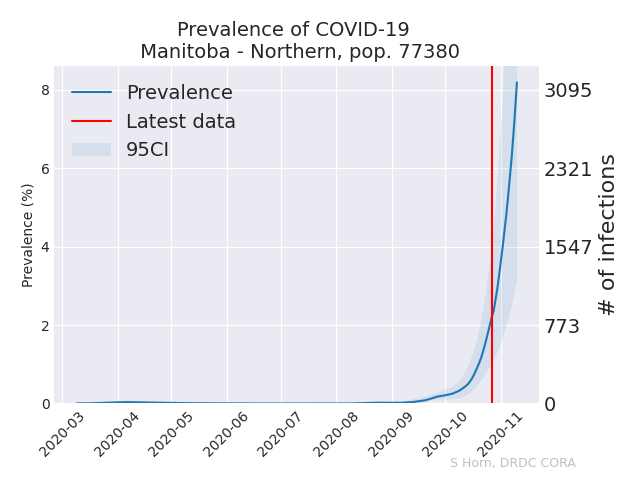 Prevalence of COVID-19
Manitoba - Northern, pop. 77380
Prevalence
Latest data
95CI
Prevalence (%)
8
6
4
2
0
3095
2321
1547
773
0
# of infections
2020-03
2020-04
2020-05
2020-06
2020-07
2020-08
2020-09
2020-10
2020-11
S Horn, DRDC CORA